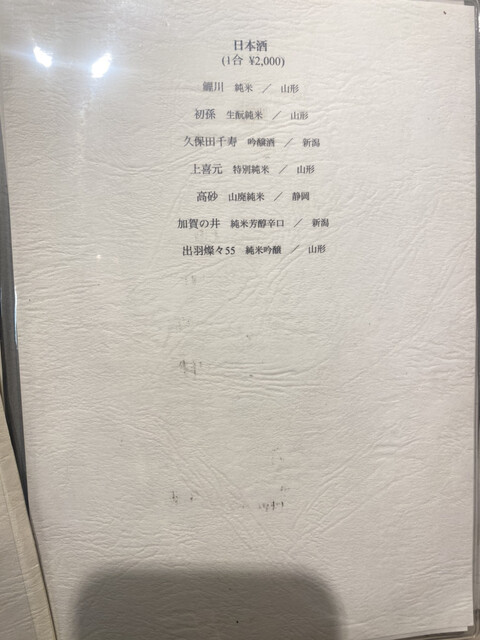 日本酒
(1合 ¥2,000)
鯉川 純米 ／ 山形
初孫 生酛純米 ／ 山形
久保田千寿 吟醸酒 ／ 新潟
上喜元 特別純米 ／ 山形
高砂 山廃純米 ／ 静岡
加賀の井 純米芳醇辛口 ／ 新潟
出羽燦々55 純米吟醸 ／ 山形